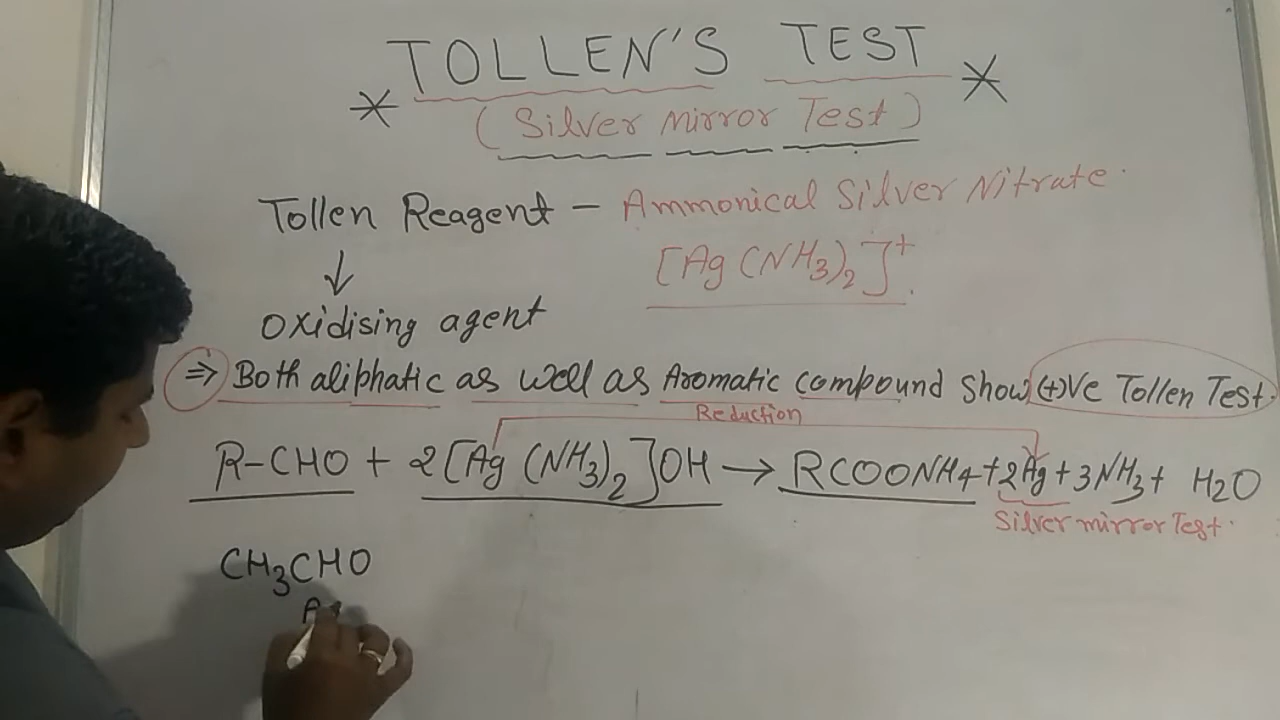 * TOLLEN'S TEST *
(Silver Mirror Test)
Tollen Reagent – Ammonical Silver Nitrate.
[Ag(NH3)2]+
↓
Oxidising agent
⇒ Both aliphatic as well as Aromatic compound show (+)ve Tollen Test.
Reduction
R-CHO + 2[Ag(NH3)2]OH → RCOONH4+2Ag+3NH3+ H2O
Silver mirror Test.
CH3CHO